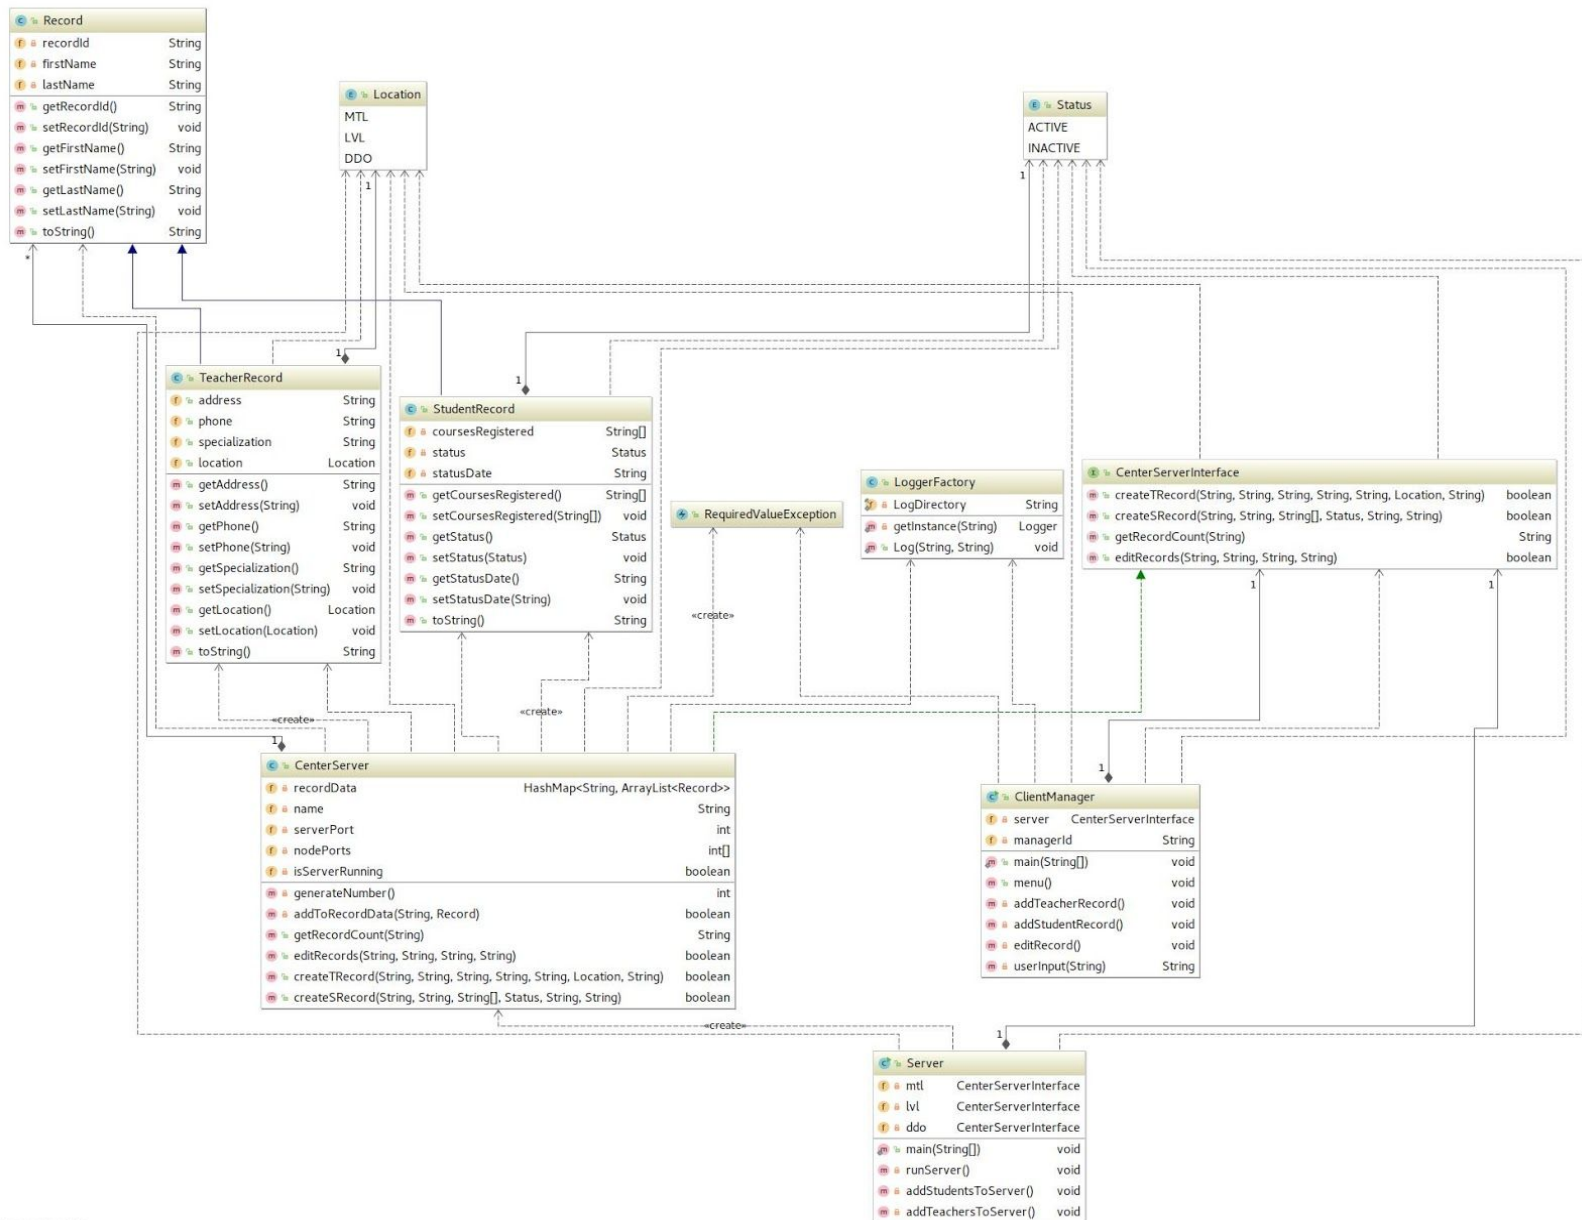 Record
recordId String
firstName String
lastName String
getRecordId() String
setRecordId(String) void
getFirstName() String
setFirstName(String) void
getLastName() String
setLastName(String) void
toString() String
*
Location
MTL
LVL
DDO
1
Status
ACTIVE
INACTIVE
1
1
TeacherRecord
address String
phone String
specialization String
location Location
getAddress() String
setAddress(String) void
getPhone() String
setPhone(String) void
getSpecialization() String
setSpecialization(String) void
getLocation() Location
setLocation(Location) void
toString() String
1
StudentRecord
coursesRegistered String[]
status Status
statusDate String
getCoursesRegistered() String[]
setCoursesRegistered(String[]) void
getStatus() Status
setStatus(Status) void
getStatusDate() String
setStatusDate(String) void
toString() String
RequiredValueException
LoggerFactory
LogDirectory String
getInstance(String) Logger
Log(String, String) void
CenterServerInterface
createTRecord(String, String, String, String, String, Location, String) boolean
createSRecord(String, String, String[], Status, String, String) boolean
getRecordCount(String) String
editRecords(String, String, String, String) boolean
1
1
«create»
«create»
«create»
1
CenterServer
recordData HashMap<String, ArrayList<Record>>
name String
serverPort int
nodePorts int[]
isServerRunning boolean
generateNumber() int
addToRecordData(String, Record) boolean
getRecordCount(String) String
editRecords(String, String, String, String) boolean
createTRecord(String, String, String, String, String, Location, String) boolean
createSRecord(String, String, String[], Status, String, String) boolean
1
ClientManager
server CenterServerInterface
managerId String
main(String[]) void
menu() void
addTeacherRecord() void
addStudentRecord() void
editRecord() void
userInput(String) String
«create»
1
Server
mtl CenterServerInterface
lvl CenterServerInterface
ddo CenterServerInterface
main(String[]) void
runServer() void
addStudentsToServer() void
addTeachersToServer() void